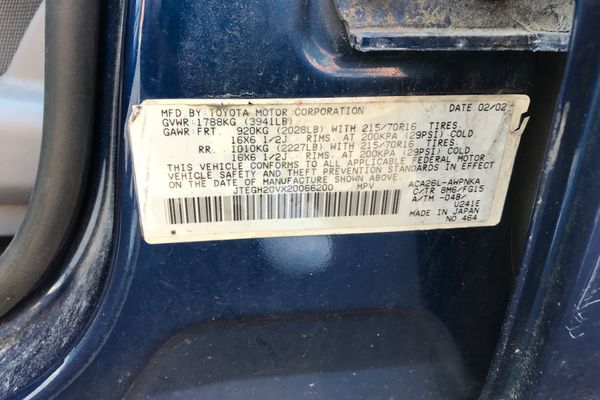 MFD. BY TOYOTA MOTOR CORPORATION DATE 02/02
GVWR 1788KG (3941LB)
GAWR: FRT. 920KG (2028LB) WITH 215/70R16 TIRES.
16X6 1/2J RIMS. AT 200KPA (29PSI) COLD
RR. 1010KG (2227LB) WITH 215/70R16 TIRES.
16X6 1/2J RIMS. AT 200KPA (29PSI) COLD.
THIS VEHICLE CONFORMS TO ALL APPLICABLE FEDERAL MOTOR
VEHICLE SAFETY AND THEFT PREVENTION STANDARDS IN
EFFECT ON THE DATE OF MANUFACTURE SHOWN ABOVE.
JTEGH20VX20066200 MPV
ACA26L-AWPNKA
C/TR 8M6/FG15
A/TM -04B/
U241E
MADE IN JAPAN
NO 464